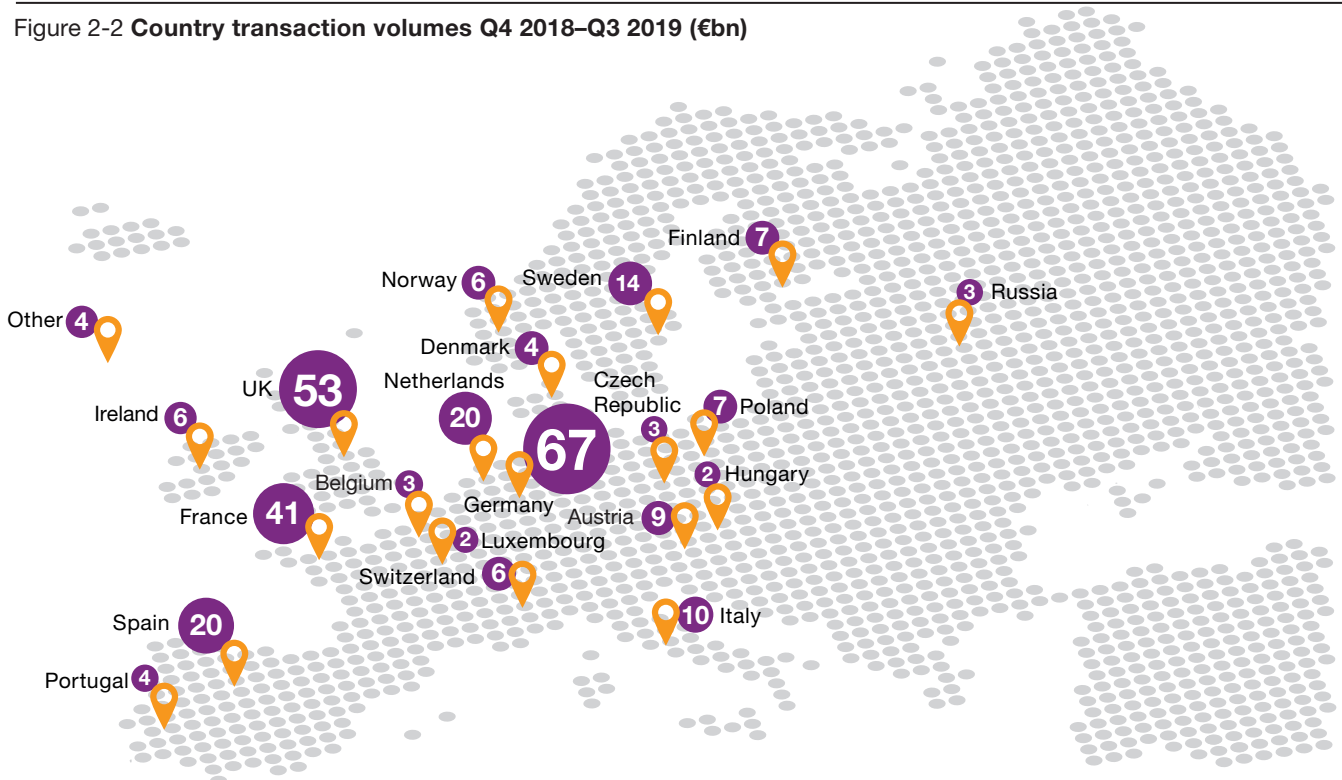 Figure 2-2 Country transaction volumes Q4 2018–Q3 2019 (€bn)
Finland 7
Norway 6
Sweden 14
3 Russia
Other 4
Denmark 4
UK 53
Netherlands
20
Czech
Republic
3
7 Poland
Ireland 6
67
Germany
2 Hungary
Belgium 3
France 41
Austria 9
2 Luxembourg
Switzerland 6
10 Italy
Spain 20
Portugal 4